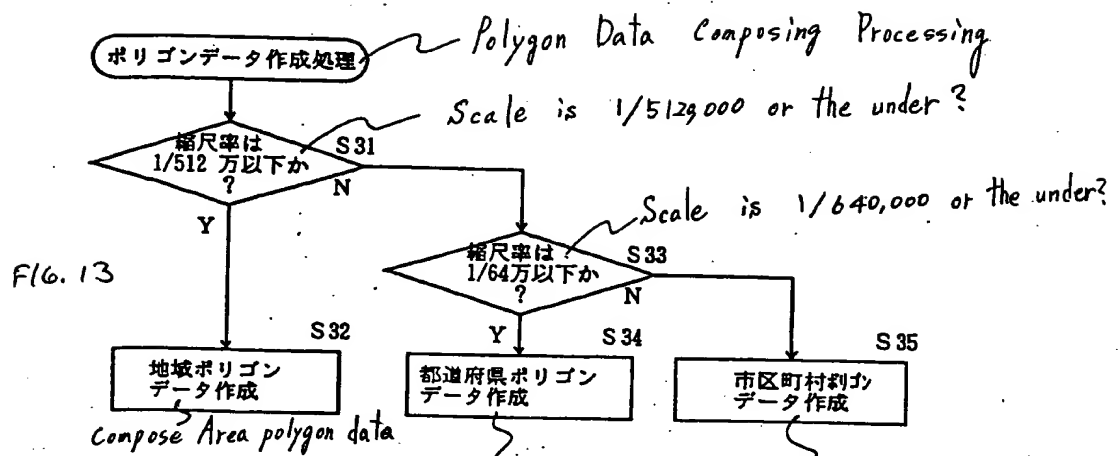 ポリゴンデータ作成処理
Polygon Data Composing Processing
Scale is 1/5129,000 or the under?
縮尺率は
1/512 万以下か
?
S31
N
Y
Scale is 1/640,000 or the under?
縮尺率は
1/64万以下か
?
S33
N
Y
FIG. 13
S32
地域ポリゴン
データ作成
S34
都道府県ポリゴン
データ作成
S35
市区町村ポリゴン
データ作成
Compose Area polygon data